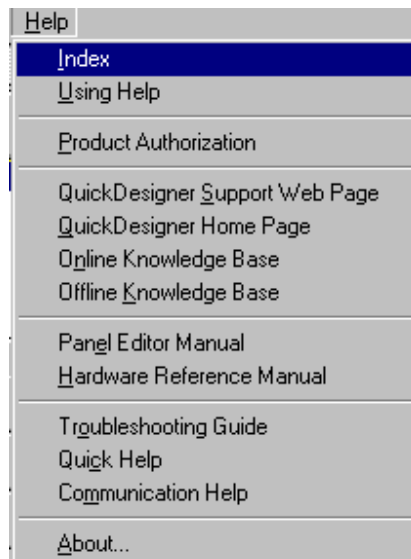 Help
Index
Using Help
Product Authorization
QuickDesigner Support Web Page
QuickDesigner Home Page
Online Knowledge Base
Offline Knowledge Base
Panel Editor Manual
Hardware Reference Manual
Troubleshooting Guide
Quick Help
Communication Help
About...